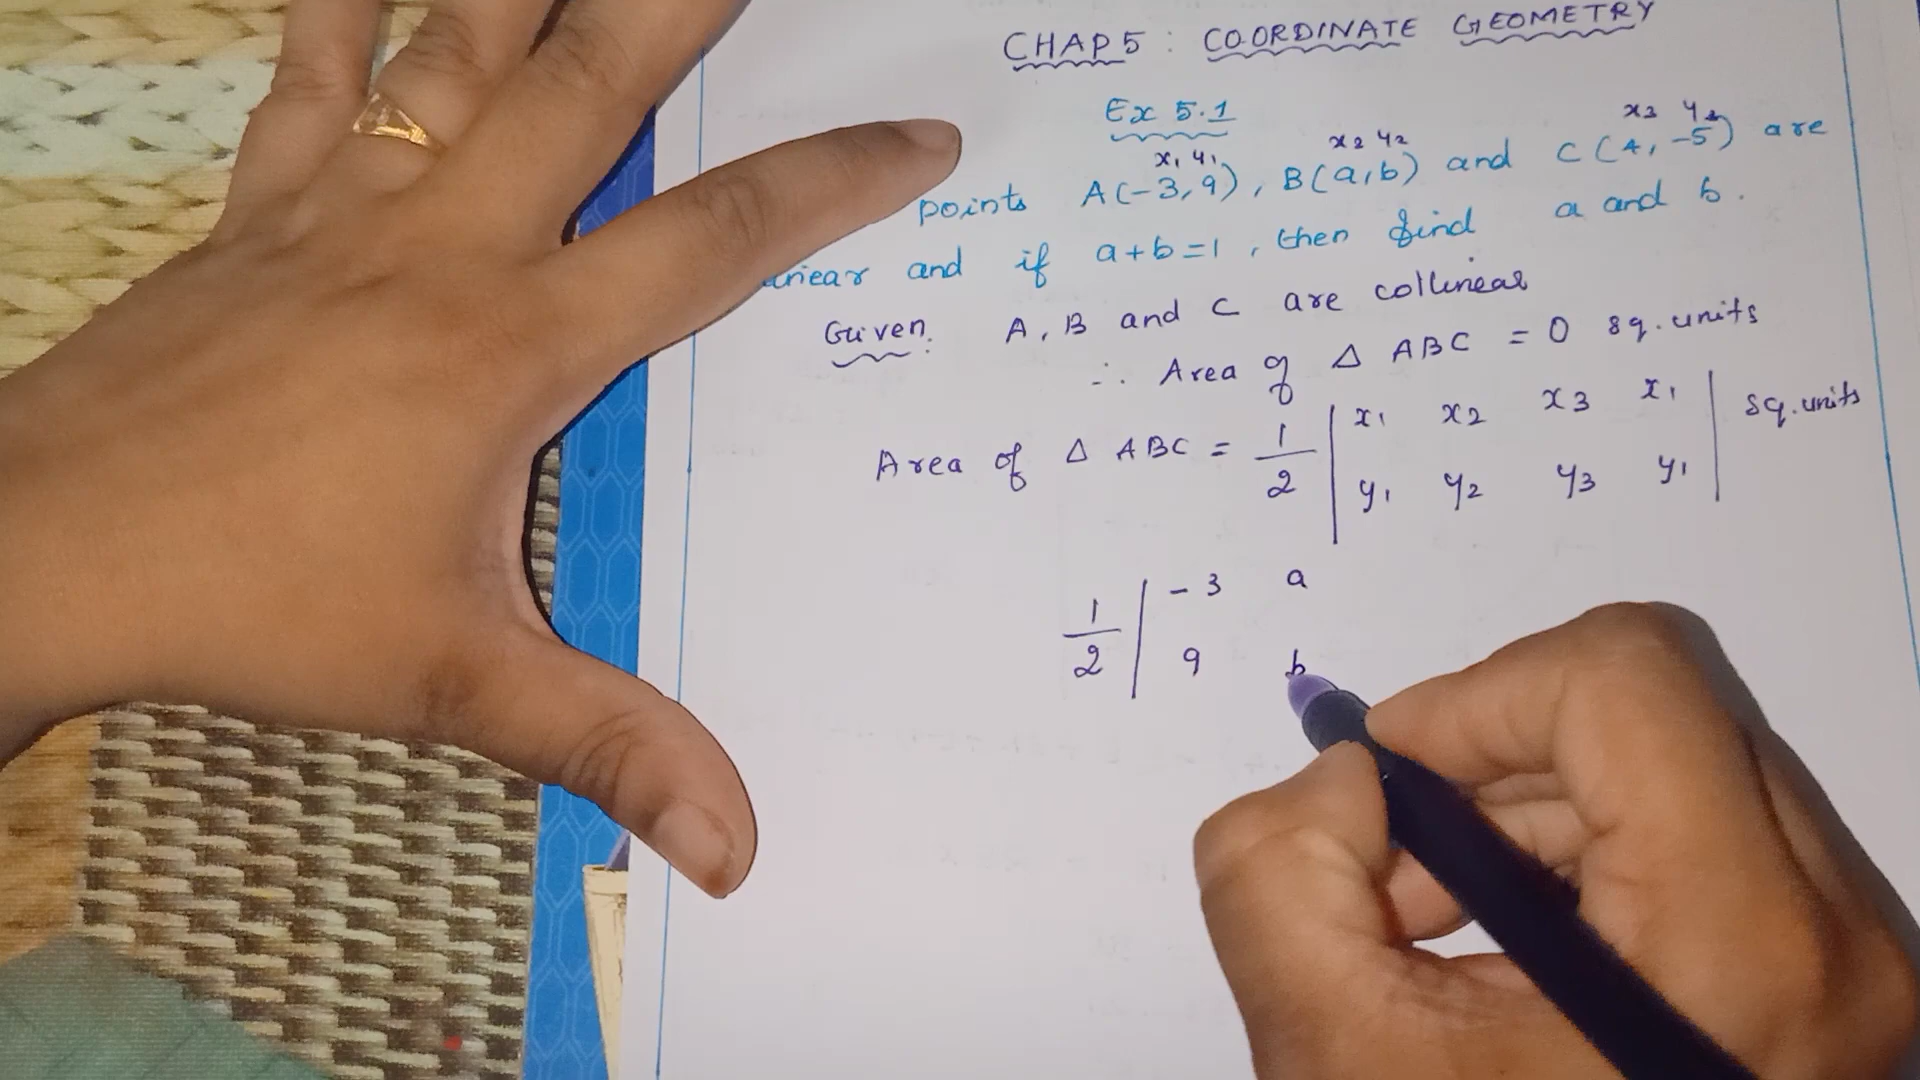 CHAP 5 : COORDINATE GEOMETRY
Ex 5.1
x1 y1 x2 y2 x3
points A(-3,9), B(a,b) and C(4,-5) are
and if a+b=1, then find a and b.
Given: A, B and C are collinear
∴ Area of Δ ABC = 0 sq.units
Area of Δ ABC = 1/2 | x1 x2 x3 x1 | sq.units
y1 y2 y3 y1
1/2 | -3 a
9 b